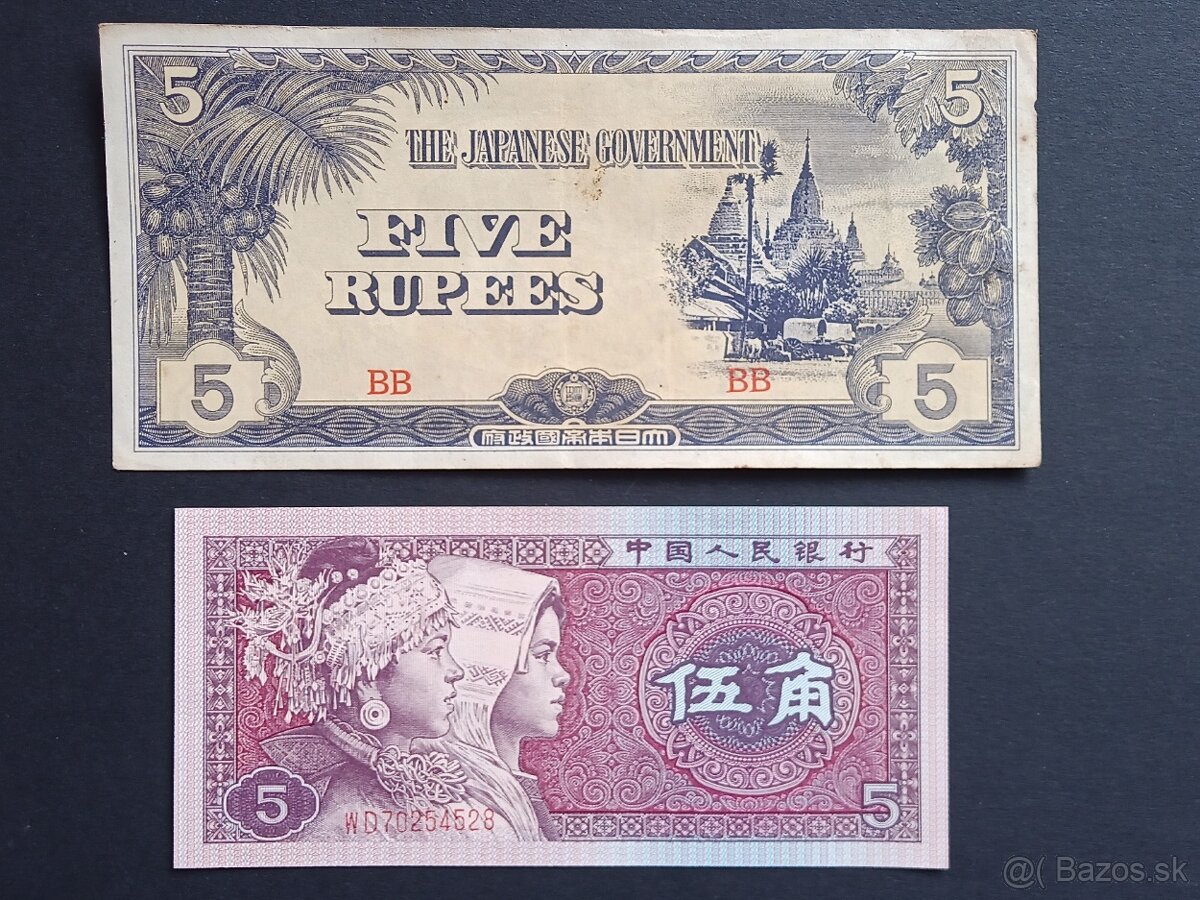 5 5
THE JAPANESE GOVERNMENT
FIVE
RUPEES
5 BB BB 5
府政國帝本日大
中国人民银行
伍角
5 WD70254528 5
@( Bazos.sk